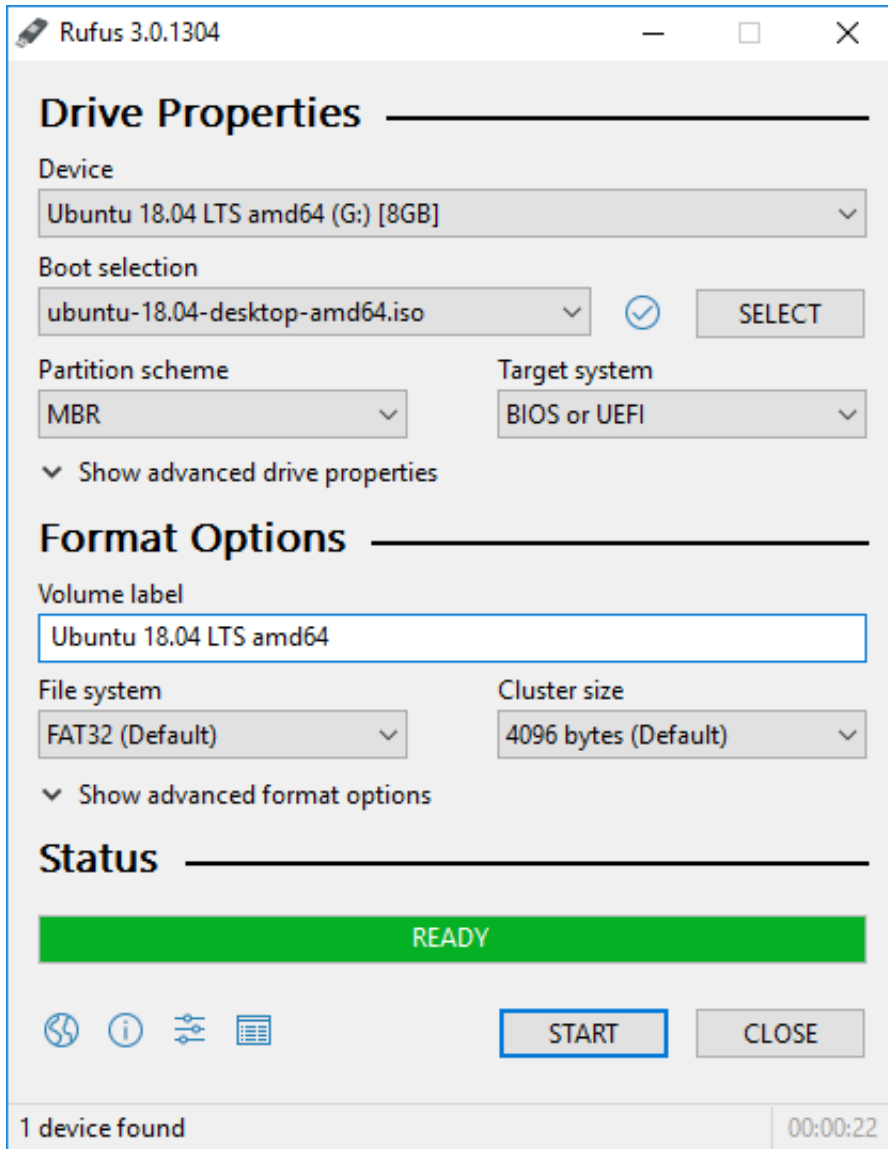 Rufus 3.0.1304
Drive Properties
Device
Ubuntu 18.04 LTS amd64 (G:) [8GB]
Boot selection
ubuntu-18.04-desktop-amd64.iso
SELECT
Partition scheme
Target system
MBR
BIOS or UEFI
Show advanced drive properties
Format Options
Volume label
Ubuntu 18.04 LTS amd64
File system
Cluster size
FAT32 (Default)
4096 bytes (Default)
Show advanced format options
Status
READY
START
CLOSE
1 device found
00:00:22